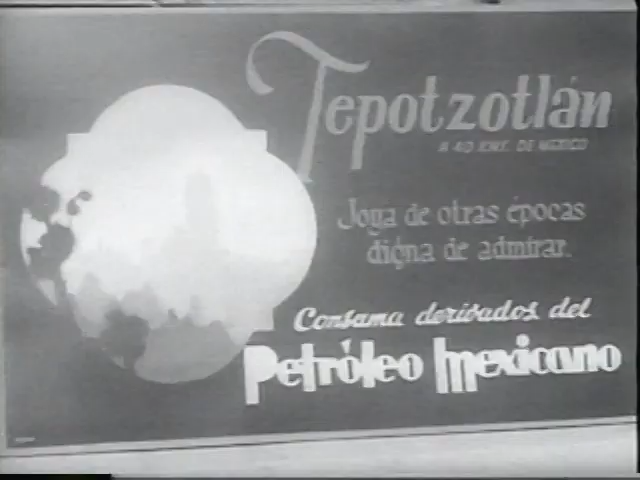 Tepotzotlán
A 40 KMS. DE MEXICO
Joya de otras épocas
digna de admirar.
Consuma derivados del
Petróleo Mexicano